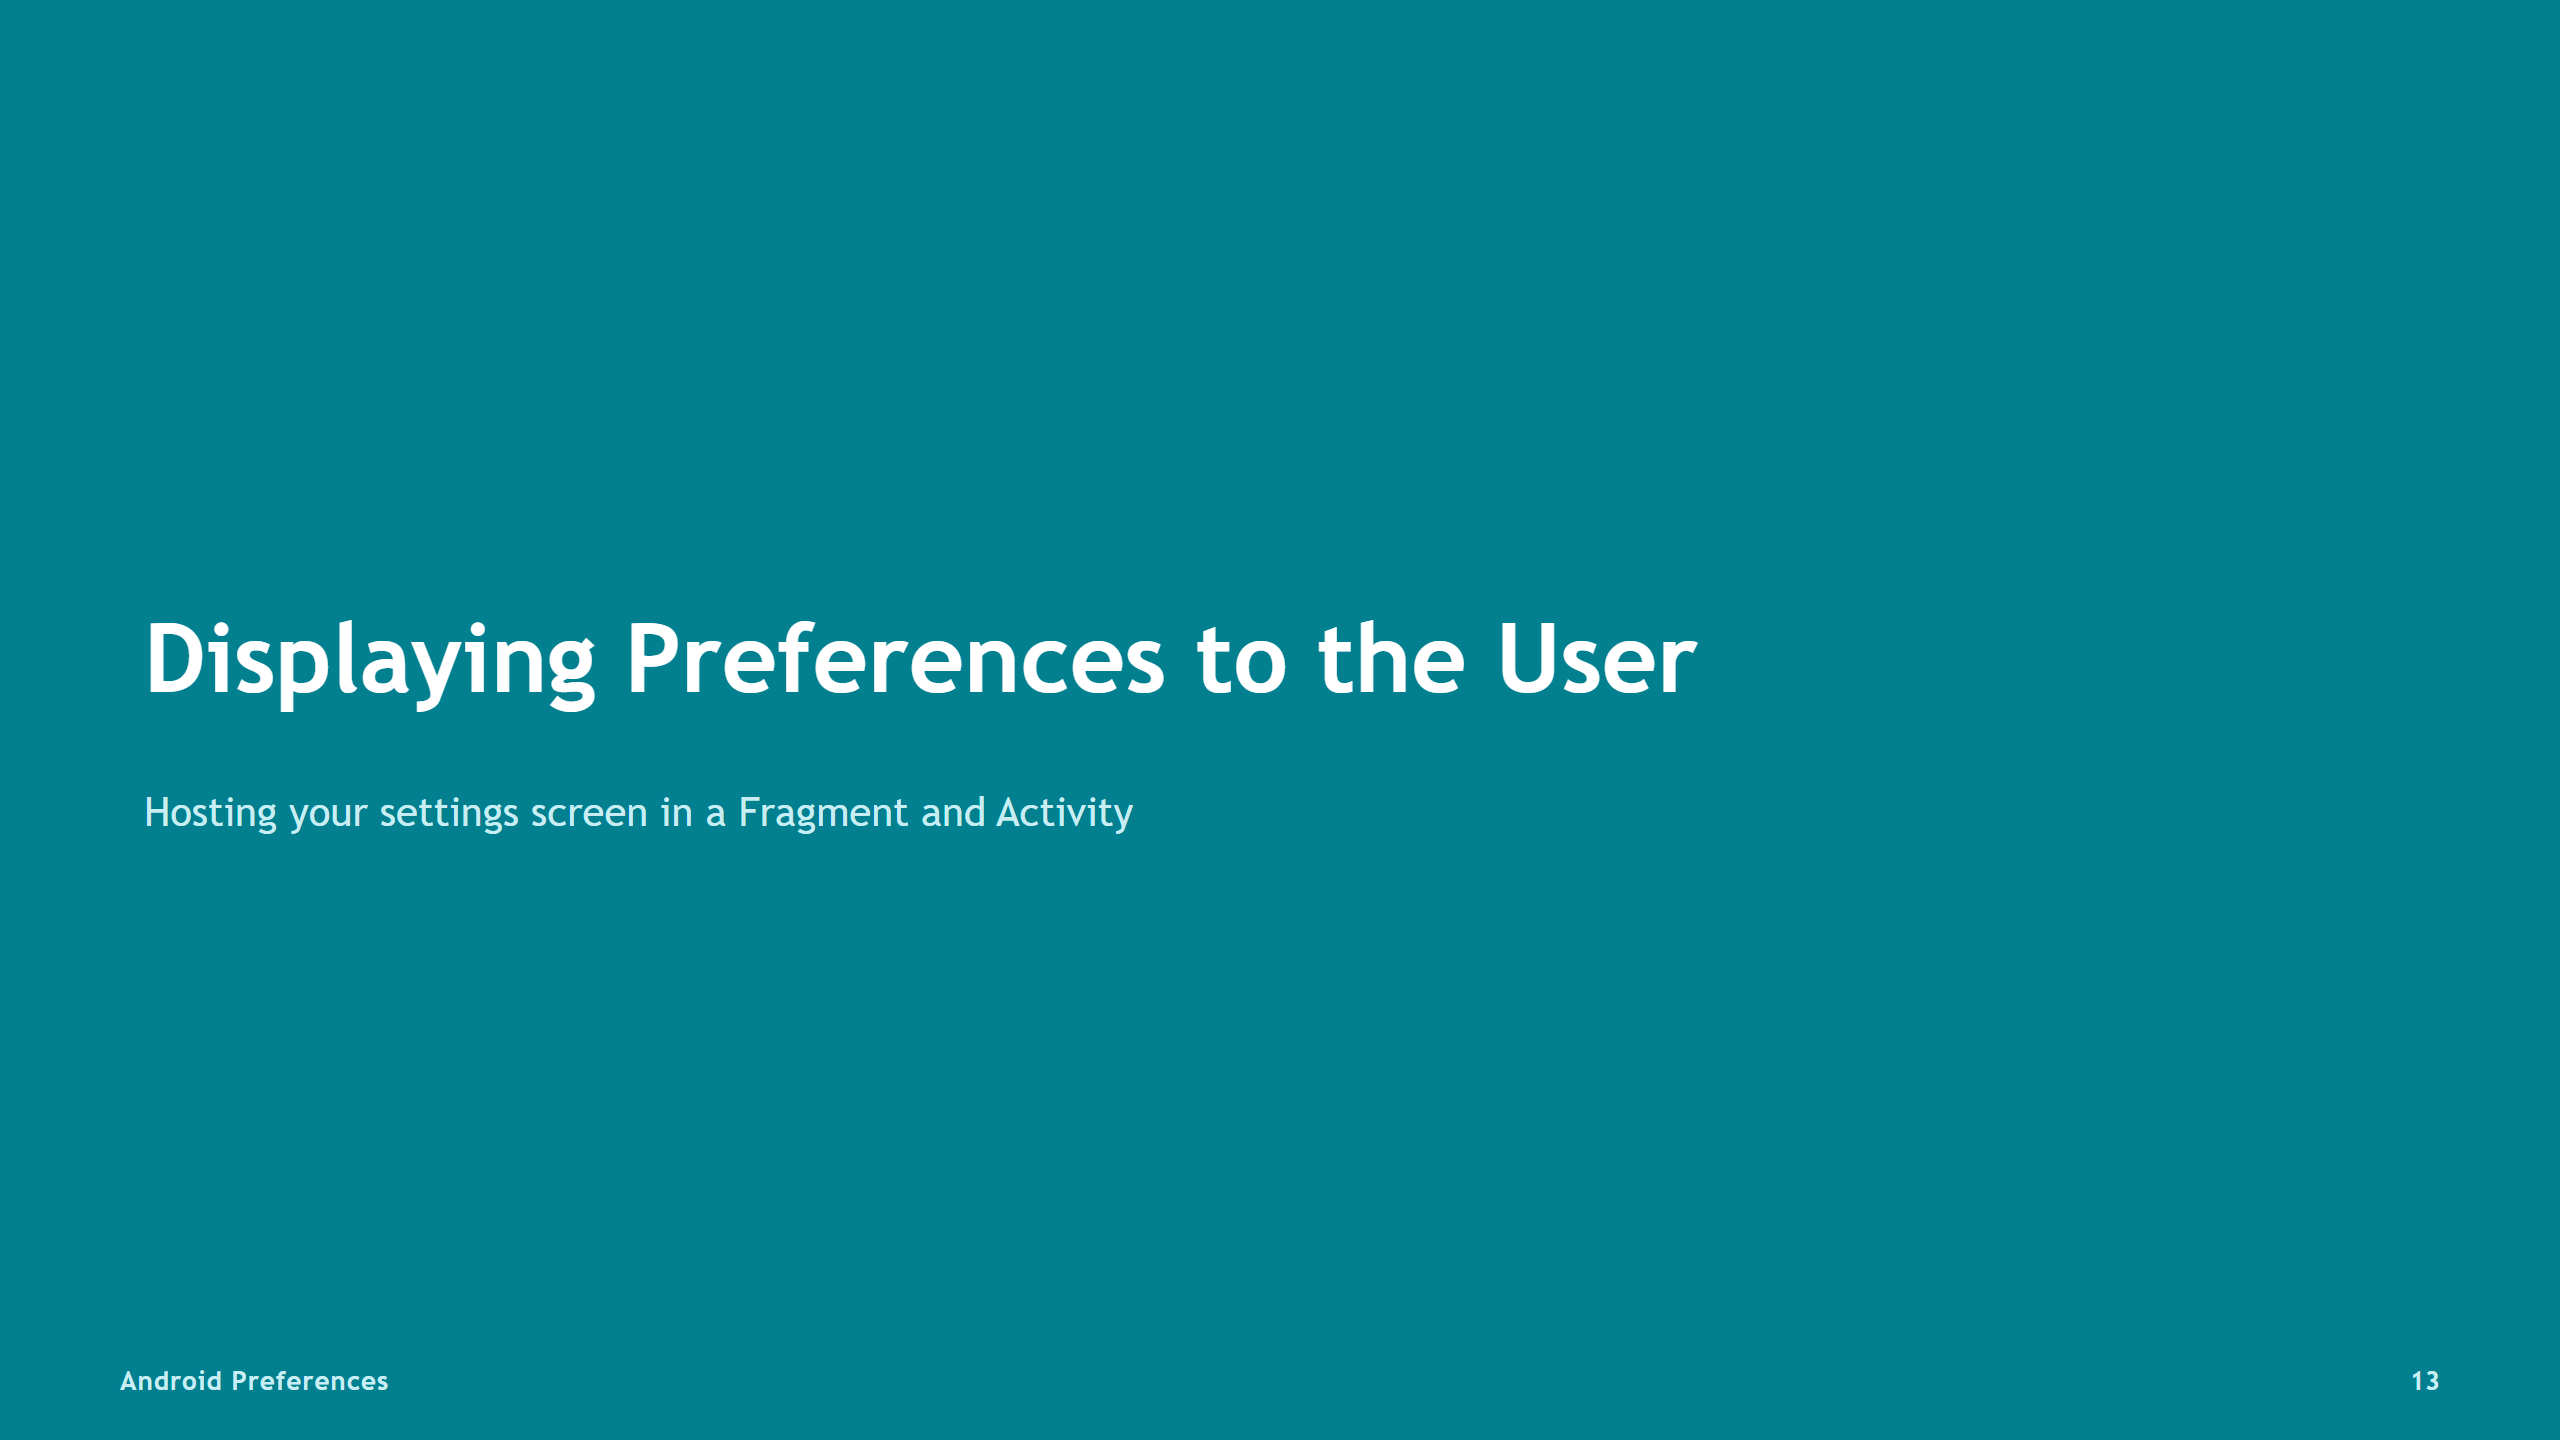 Displaying Preferences to the User
Hosting your settings screen in a Fragment and Activity
Android Preferences
13